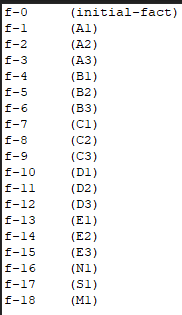 f-0 (initial-fact)
f-1 (A1)
f-2 (A2)
f-3 (A3)
f-4 (B1)
f-5 (B2)
f-6 (B3)
f-7 (C1)
f-8 (C2)
f-9 (C3)
f-10 (D1)
f-11 (D2)
f-12 (D3)
f-13 (E1)
f-14 (E2)
f-15 (E3)
f-16 (N1)
f-17 (S1)
f-18 (M1)